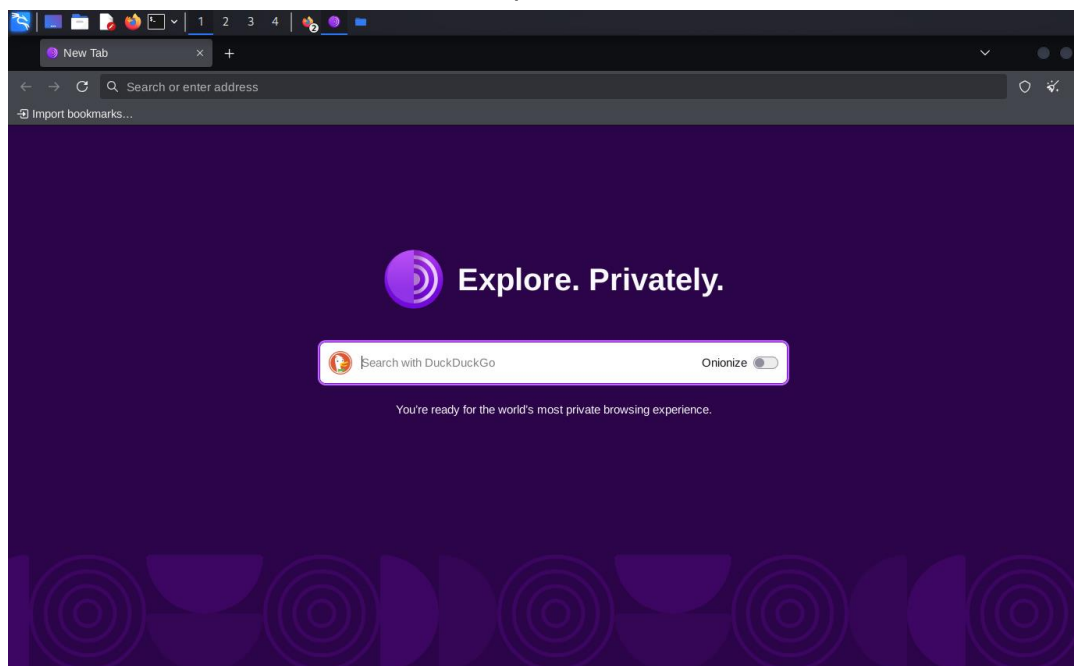 1 2 3 4 2
New Tab
Search or enter address
Import bookmarks...
Explore. Privately.
Search with DuckDuckGo Onionize
You're ready for the world's most private browsing experience.